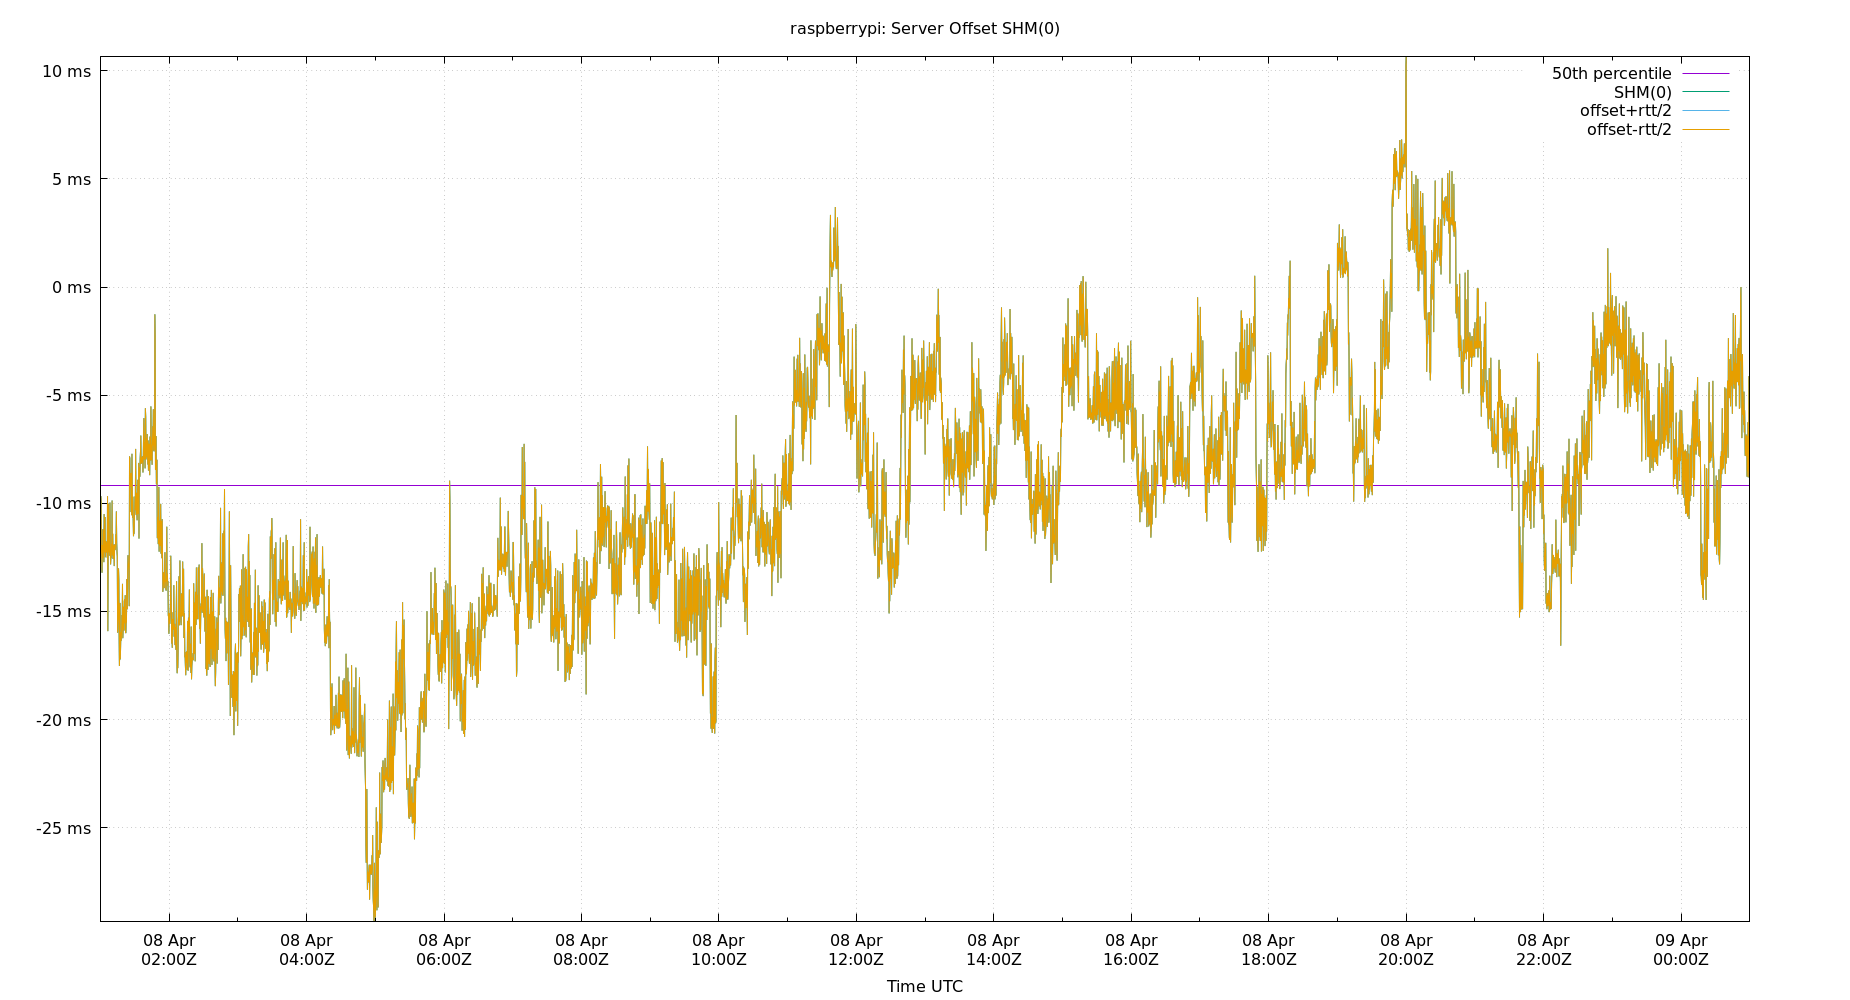 raspberrypi: Server Offset SHM(0)
10 ms
5 ms
0 ms
-5 ms
-10 ms
-15 ms
-20 ms
-25 ms
50th percentile
SHM(0)
offset+rtt/2
offset-rtt/2
08 Apr 08 Apr 08 Apr 08 Apr 08 Apr 08 Apr 08 Apr 08 Apr 08 Apr 08 Apr 08 Apr 09 Apr
02:00Z 04:00Z 06:00Z 08:00Z 10:00Z 12:00Z 14:00Z 16:00Z 18:00Z 20:00Z 22:00Z 00:00Z
Time UTC